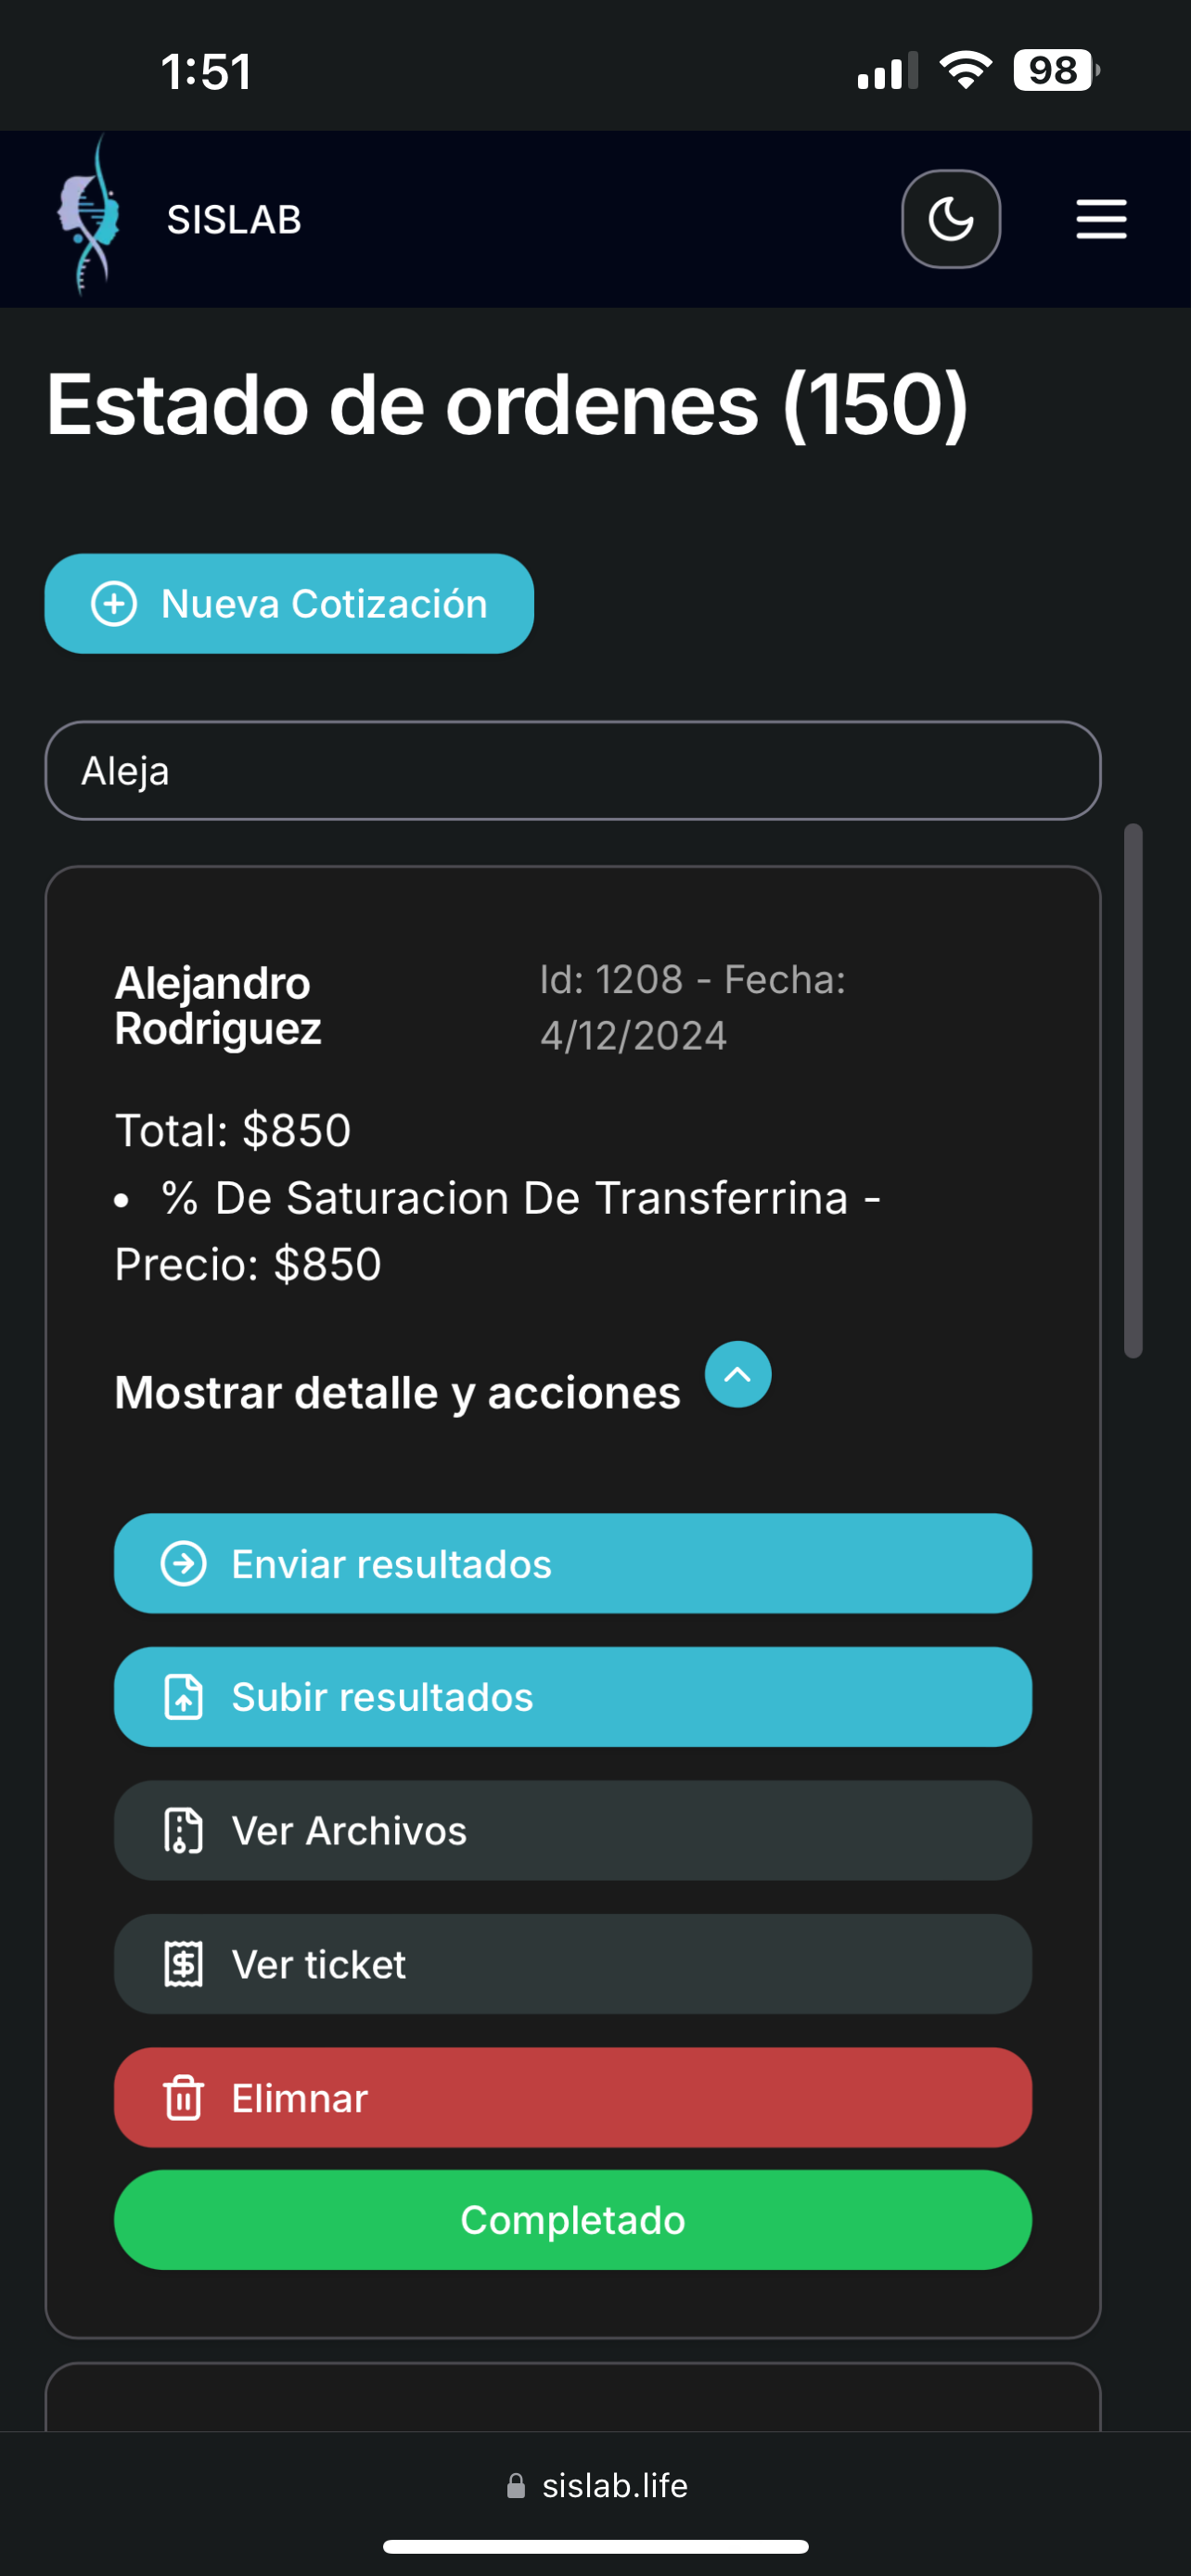 1:51
98
SISLAB
Estado de ordenes (150)
Nueva Cotización
Aleja
Alejandro
Rodriguez
Id: 1208 - Fecha:
4/12/2024
Total: $850
• % De Saturacion De Transferrina -
Precio: $850
Mostrar detalle y acciones
Enviar resultados
Subir resultados
Ver Archivos
Ver ticket
Elimnar
Completado
sislab.life